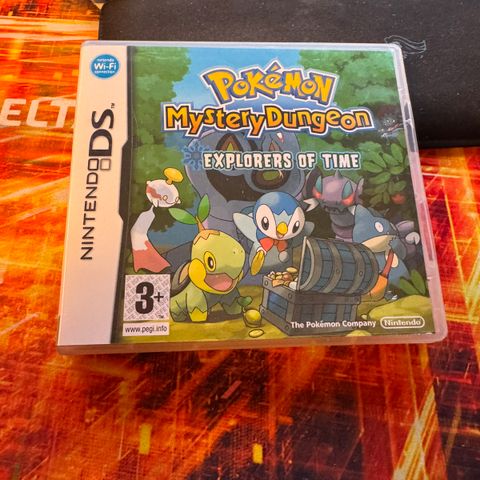 nintendo
Wi-Fi
connection
NINTENDO DS™
POKéMON
Mystery Dungeon
EXPLORERS OF TIME
3+
www.pegi.info
The Pokémon Company
Nintendo
ECT